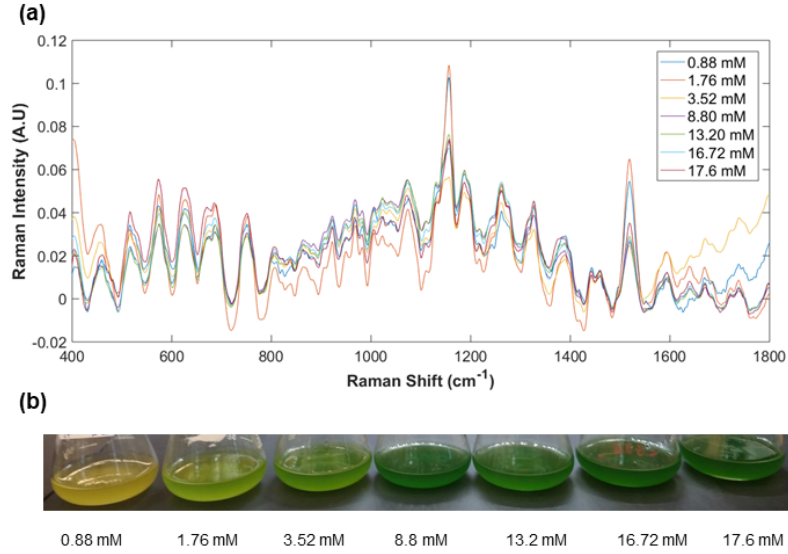 (a)
0.12
0.1
0.08
0.06
0.04
0.02
0
-0.02
Raman Intensity (A.U)
0.88 mM
1.76 mM
3.52 mM
8.80 mM
13.20 mM
16.72 mM
17.6 mM
400 600 800 1000 1200 1400 1600 1800
Raman Shift (cm⁻¹)
(b)
0.88 mM 1.76 mM 3.52 mM 8.8 mM 13.2 mM 16.72 mM 17.6 mM